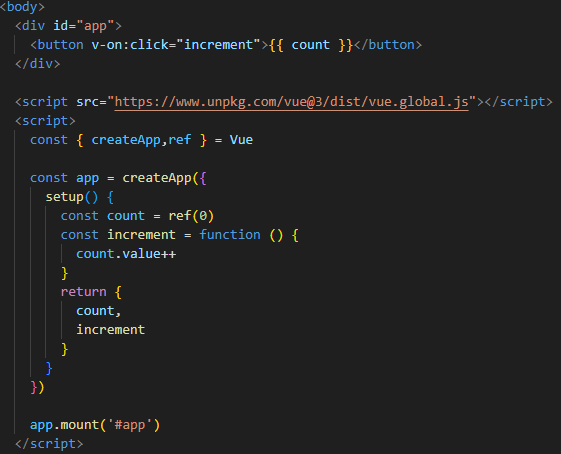 <body>
<div id="app">
<button v-on:click="increment">{{ count }}</button>
</div>
<script src="https://www.unpkg.com/vue@3/dist/vue.global.js"></script>
<script>
const { createApp,ref } = Vue
const app = createApp({
setup() {
const count = ref(0)
const increment = function () {
count.value++
}
return {
count,
increment
}
}
})
app.mount('#app')
</script>